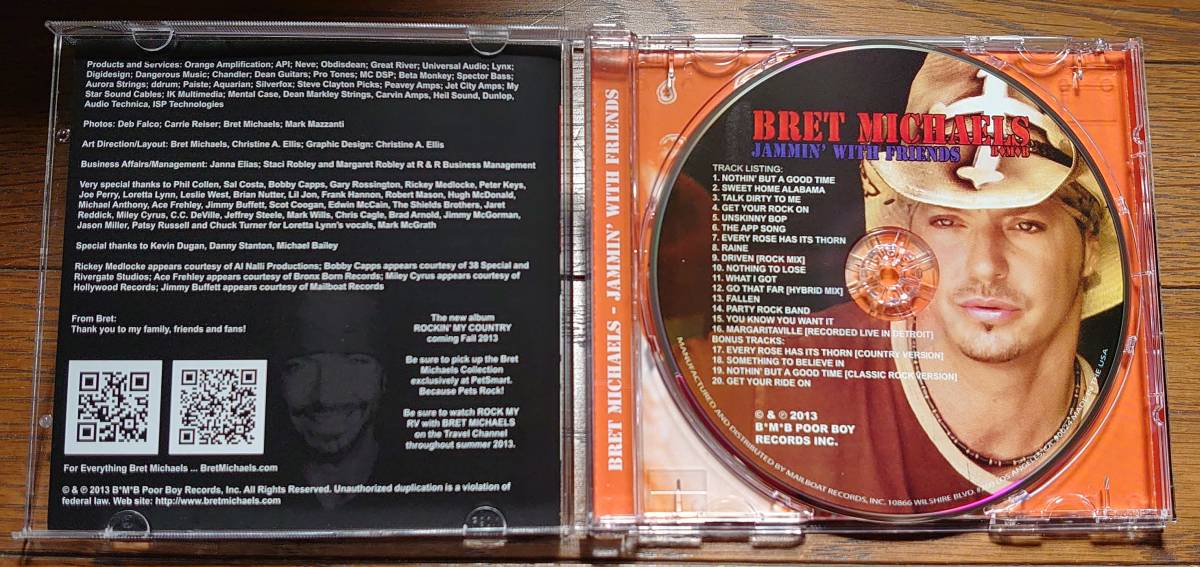 Products and Services: Orange Amplification; API; Neve; Obdisdean; Great River; Universal Audio; Lynx;
Digidesign; Dangerous Music; Chandler; Dean Guitars; Pro Tones; MC DSP; Beta Monkey; Spector Bass;
Aurora Strings; ddrum; Paiste; Aquarian; Silverfox; Steve Clayton Picks; Peavey Amps; Jet City Amps; My
Star Sound Cables; IK Multimedia; Mental Case, Dean Markley Strings, Carvin Amps, Heil Sound, Dunlop,
Audio Technica, ISP Technologies
Photos: Deb Falco; Carrie Reiser; Bret Michaels; Mark Mazzanti
Art Direction/Layout: Bret Michaels, Christine A. Ellis; Graphic Design: Christine A. Ellis
Business Affairs/Management: Janna Elias; Staci Robley and Margaret Robley at R & R Business Management
Very special thanks to Phil Collen, Sal Costa, Bobby Capps, Gary Rossington, Rickey Medlocke, Peter Keys,
Joe Perry, Loretta Lynn, Leslie West, Brian Nutter, Lil Jon, Frank Hannon, Robert Mason, Hugh McDonald,
Michael Anthony, Ace Frehley, Jimmy Buffett, Scot Coogan, Edwin McCain, The Shields Brothers, Jaret
Reddick, Miley Cyrus, C.C. DeVille, Jeffrey Steele, Mark Wills, Chris Cagle, Brad Arnold, Jimmy McGorman,
Jason Miller, Patsy Russell and Chuck Turner for Loretta Lynn's vocals, Mark McGrath
Special thanks to Kevin Dugan, Danny Stanton, Michael Bailey
Rickey Medlocke appears courtesy of Al Nalli Productions; Bobby Capps appears courtesy of 38 Special and
Rivergate Studios; Ace Frehley appears courtesy of Bronx Born Records; Miley Cyrus appears courtesy of
Hollywood Records; Jimmy Buffett appears courtesy of Mailboat Records
From Bret:
Thank you to my family, friends and fans!
The new album
ROCKIN' MY COUNTRY
coming Fall 2013
Be sure to pick up the Bret
Michaels Collection
exclusively at PetSmart.
Because Pets Rock!
Be sure to watch ROCK MY
RV with BRET MICHAELS
on the Travel Channel
throughout summer 2013.
For Everything Bret Michaels ... BretMichaels.com
© & ℗ 2013 B*M*B Poor Boy Records, Inc. All Rights Reserved. Unauthorized duplication is a violation of
federal law. Web site: http://www.bretmichaels.com
BRET MICHAELS - JAMMIN' WITH FRIENDS
BRET MICHAELS
JAMMIN' WITH FRIENDS
B*M*B
TRACK LISTING:
1. NOTHIN' BUT A GOOD TIME
2. SWEET HOME ALABAMA
3. TALK DIRTY TO ME
4. GET YOUR ROCK ON
5. UNSKINNY BOP
6. THE APP SONG
7. EVERY ROSE HAS ITS THORN
8. RAINE
9. DRIVEN [ROCK MIX]
10. NOTHING TO LOSE
11. WHAT I GOT
12. GO THAT FAR [HYBRID MIX]
13. FALLEN
14. PARTY ROCK BAND
15. YOU KNOW YOU WANT IT
16. MARGARITAVILLE [RECORDED LIVE IN DETROIT]
BONUS TRACKS:
17. EVERY ROSE HAS ITS THORN [COUNTRY VERSION]
18. SOMETHING TO BELIEVE IN
19. NOTHIN' BUT A GOOD TIME [CLASSIC ROCK VERSION]
20. GET YOUR RIDE ON
© & ℗ 2013
B*M*B POOR BOY
RECORDS INC.
MANUFACTURED AND DISTRIBUTED BY MAILBOAT RECORDS, INC. 10866 WILSHIRE BLVD. LOS ANGELES, CA MADE IN THE USA